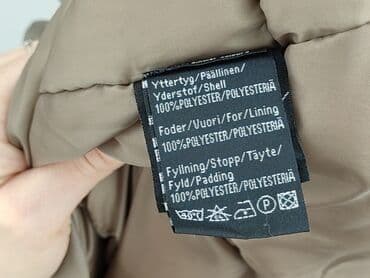 Yttertyg/Päällinen/
Yderstof/Shell
100%POLYESTER/POLYESTERIÄ
Foder/Vuori/For/Lining
100%POLYESTER/POLYESTERIÄ
Fyllning/Stopp/Täyte/
Fyld/Padding
100%POLYESTER/POLYESTERIÄ